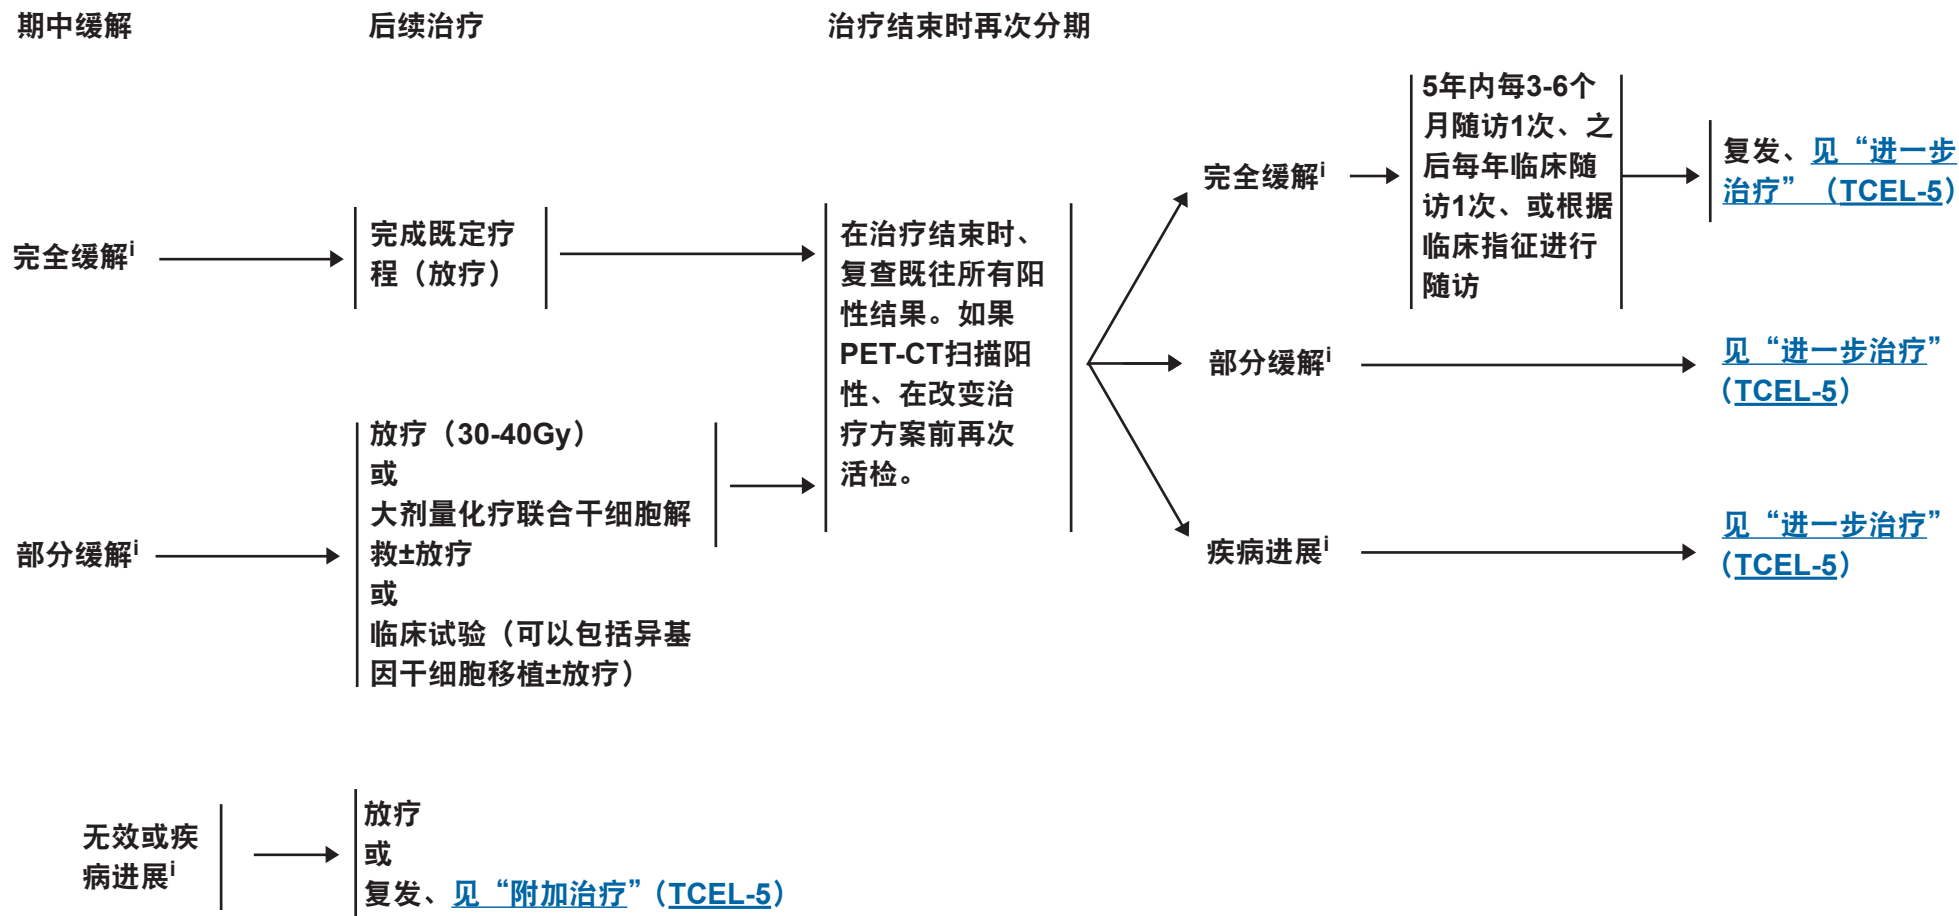 期中缓解
后续治疗
治疗结束时再次分期
完全缓解i
完成既定疗
程（放疗）
部分缓解i
放疗（30-40Gy）
或
大剂量化疗联合干细胞解
救±放疗
或
临床试验（可以包括异基
因干细胞移植±放疗）
在治疗结束时、
复查既往所有阳
性结果。如果
PET-CT扫描阳
性、在改变治
疗方案前再次
活检。
完全缓解i
5年内每3-6个
月随访1次、之
后每年临床随
访1次、或根据
临床指征进行
随访
复发、见“进一步
治疗”（TCEL-5）
部分缓解i
见“进一步治疗”
（TCEL-5）
疾病进展i
见“进一步治疗”
（TCEL-5）
无效或疾
病进展i
放疗
或
复发、见“附加治疗”（TCEL-5）